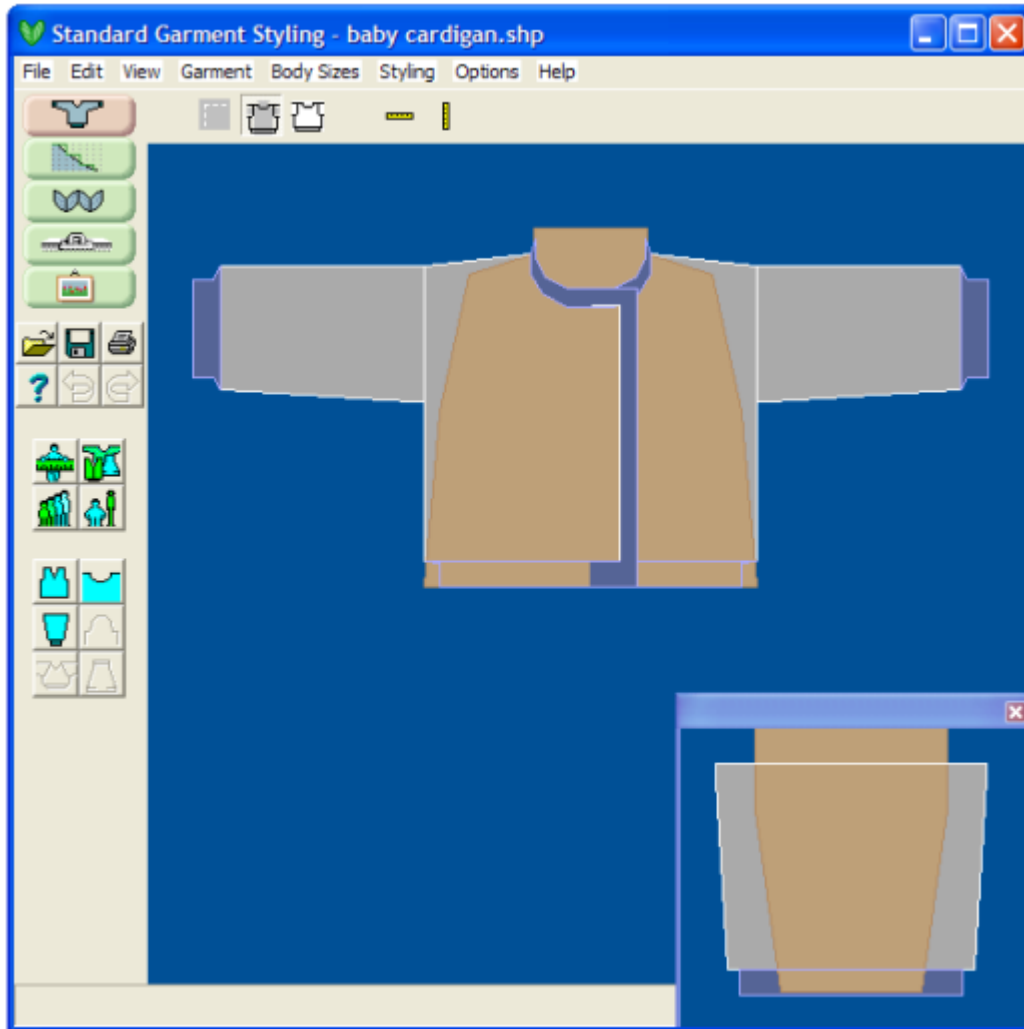 Standard Garment Styling - baby cardigan.shp
File Edit View Garment Body Sizes Styling Options Help
?